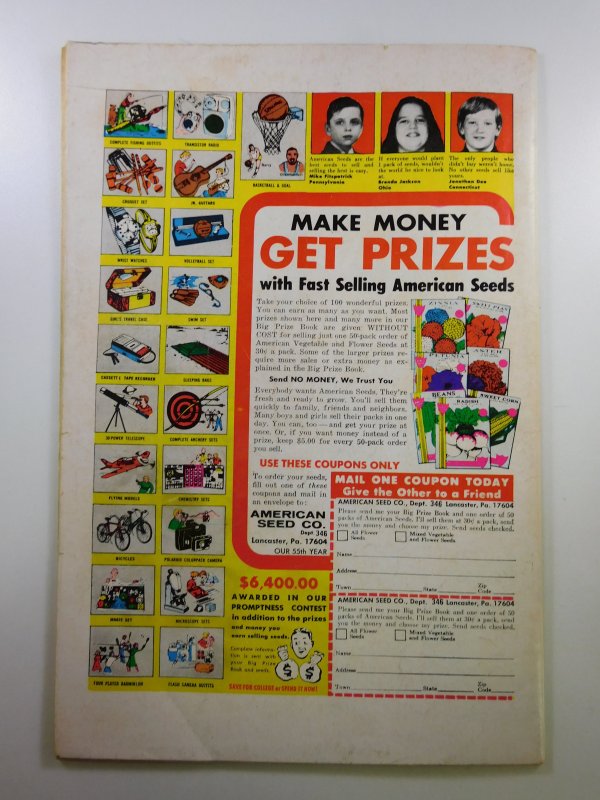 COMPLETE FISHING OUTFITS
TRANSISTOR RADIO
CROQUET SET
JR. GUITARS
BASKETBALL & GOAL
WRIST WATCHES
VOLLEYBALL SET
GIRL'S TRAVEL CASE
SWIM SET
TAPE RECORDER
SLEEPING BAGS
30 POWER TELESCOPE
COMPLETE ARCHERY SETS
FLYING MODELS
CHEMISTRY SETS
BICYCLES
POLAROID COLORPACK CAMERA
MAGIC SET
MICROSCOPE SETS
FOUR PLAYER BADMINTON
FLASH CAMERA OUTFITS
American Seeds are the
best seeds to sell and
selling the best is easy.
Mike Fitzpatrick
Pennsylvania
If everyone would plant
1 pack of seeds, wouldn't
the world be nice to look
at.
Brenda Jackson
Ohio
The only people who
didn't buy weren't home.
No other seeds sell like
yours.
Jonathan Dee
Connecticut
MAKE MONEY
GET PRIZES
with Fast Selling American Seeds
Take your choice of 100 wonderful prizes.
You can earn as many as you want. Most
prizes shown here and many more in our
Big Prize Book are given WITHOUT
COST for selling just one 50-pack order of
American Vegetable and Flower Seeds at
30¢ a pack. Some of the larger prizes re-
quire more sales or extra money as ex-
plained in the Big Prize Book.
Send NO MONEY, We Trust You
Everybody wants American Seeds. They're
fresh and ready to grow. You'll sell them
quickly to family, friends and neighbors.
Many boys and girls sell their packs in one
day. You can, too — and get your prize at
once. Or, if you want money instead of a
prize, keep $5.00 for every 50-pack order
you sell.
ZINNIA
PETUNIA
ASTER
BEANS
SWEET CORN
RADISH
USE THESE COUPONS ONLY
To order your seeds,
fill out one of these
coupons and mail in
an envelope to:
AMERICAN
SEED CO.
Dept 346
Lancaster, Pa. 17604
OUR 55th YEAR
MAIL ONE COUPON TODAY
Give the Other to a Friend
AMERICAN SEED CO., Dept. 346 Lancaster, Pa. 17604
Please send me your Big Prize Book and one order of 50
packs of American Seeds. I'll sell them at 30¢ a pack, send
you the money and choose my prize. Send seeds checked.
All Flower
Seeds
Mixed Vegetable
and Flower Seeds
Name
Address
Town State Zip
Code
AMERICAN SEED CO., Dept. 346 Lancaster, Pa. 17604
Please send me your Big Prize Book and one order of 50
packs of American Seeds. I'll sell them at 30¢ a pack, send
you the money and choose my prize. Send seeds checked.
All Flower
Seeds
Mixed Vegetable
and Flower Seeds
Name
Address
Town State Zip
Code
$6,400.00
AWARDED IN OUR
PROMPTNESS CONTEST
in addition to the prizes
and money you
earn selling seeds.
Complete informa-
tion is sent with
your Big Prize
Book and seeds.
$ $
SAVE FOR COLLEGE or SPEND IT NOW!